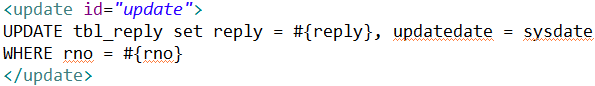 <update id="update">
UPDATE tbl_reply set reply = #{reply}, updatedate = sysdate
WHERE rno = #{rno}
</update>